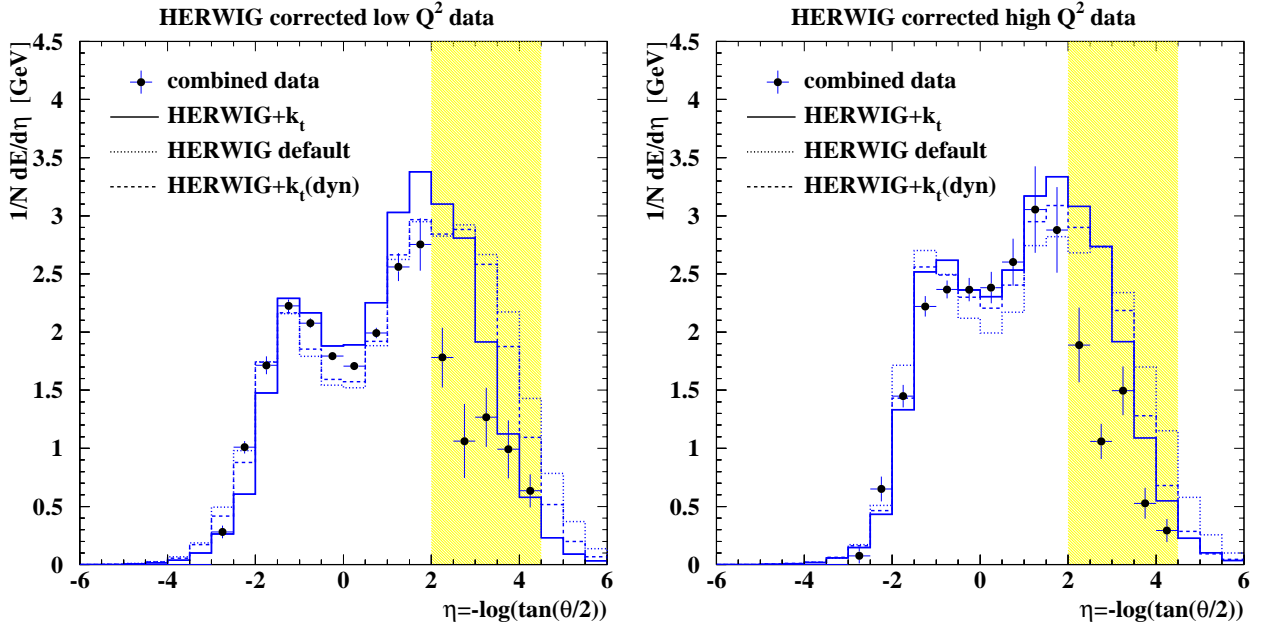 HERWIG corrected low Q² data
1/N dE/dη [GeV]
4.5
4
3.5
3
2.5
2
1.5
1
0.5
0
combined data
HERWIG+kₜ
HERWIG default
HERWIG+kₜ(dyn)
-6 -4 -2 0 2 4 6
η=-log(tan(θ/2))
HERWIG corrected high Q² data
1/N dE/dη [GeV]
4.5
4
3.5
3
2.5
2
1.5
1
0.5
0
combined data
HERWIG+kₜ
HERWIG default
HERWIG+kₜ(dyn)
-6 -4 -2 0 2 4 6
η=-log(tan(θ/2))